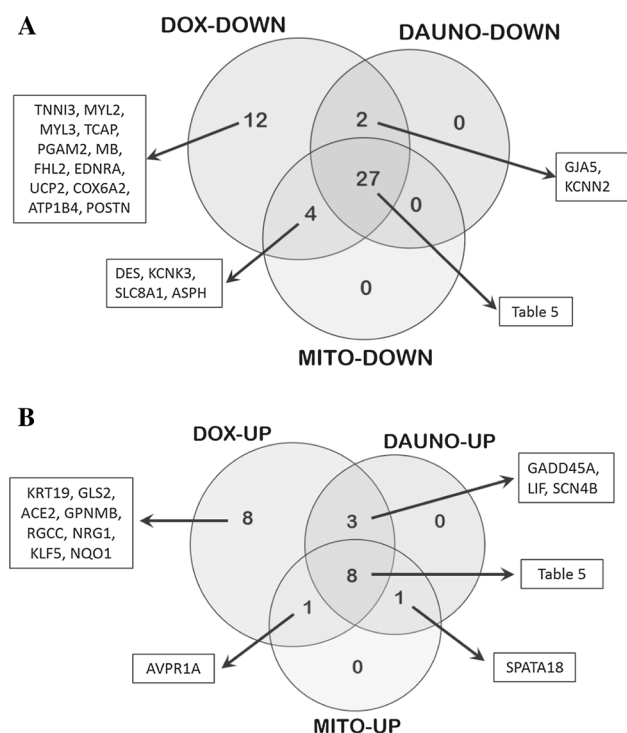 A
DOX-DOWN
DAUNO-DOWN
TNNI3, MYL2,
MYL3, TCAP,
PGAM2, MB,
FHL2, EDNRA,
UCP2, COX6A2,
ATP1B4, POSTN
12
2
0
27
0
4
0
GJA5,
KCNN2
DES, KCNK3,
SLC8A1, ASPH
Table 5
MITO-DOWN
B
DOX-UP
DAUNO-UP
KRT19, GLS2,
ACE2, GPNMB,
RGCC, NRG1,
KLF5, NQO1
8
3
0
8
1
1
0
GADD45A,
LIF, SCN4B
Table 5
AVPR1A
SPATA18
MITO-UP